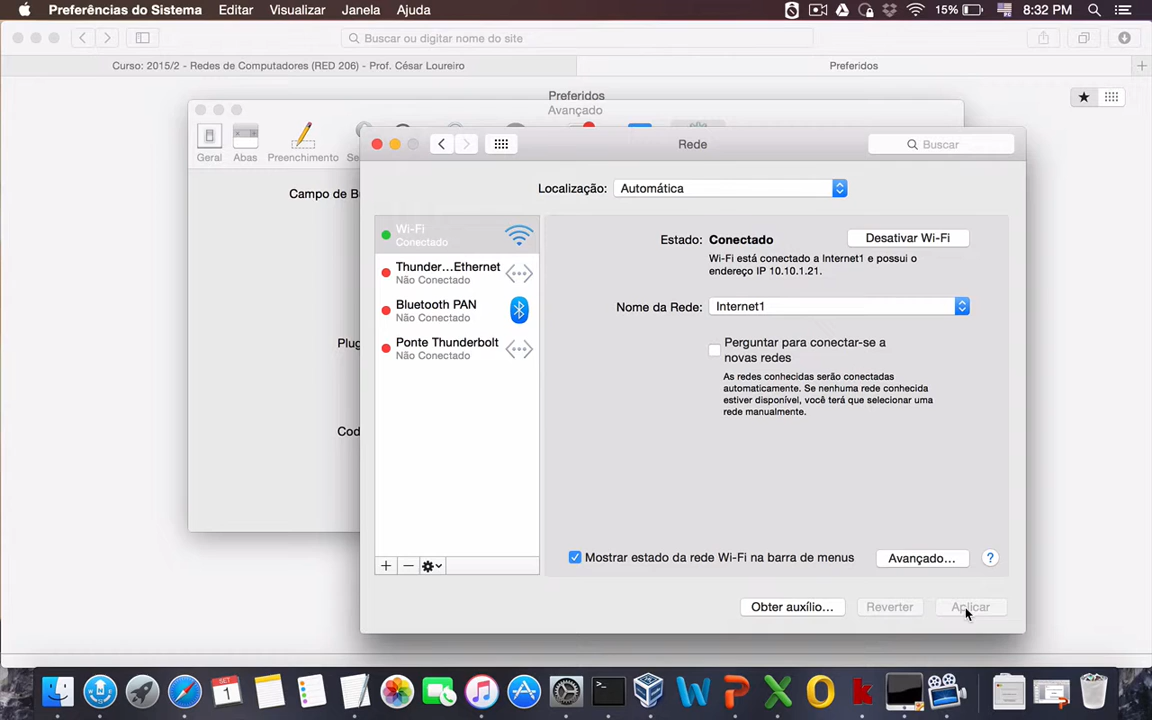 Preferências do Sistema Editar Visualizar Janela Ajuda 15% 8:32 PM
Buscar ou digitar nome do site
Curso: 2015/2 - Redes de Computadores (RED 206) - Prof. César Loureiro Preferidos
Preferidos
Avançado
Geral Abas Preenchimento
Campo de B
Plug
Cod
Rede
Buscar
Localização: Automática
Wi-Fi
Conectado
Thunder...Ethernet
Não Conectado
Bluetooth PAN
Não Conectado
Ponte Thunderbolt
Não Conectado
Estado: Conectado Desativar Wi-Fi
Wi-Fi está conectado a Internet1 e possui o
endereço IP 10.10.1.21.
Nome da Rede: Internet1
Perguntar para conectar-se a
novas redes
As redes conhecidas serão conectadas
automaticamente. Se nenhuma rede conhecida
estiver disponível, você terá que selecionar uma
rede manualmente.
Mostrar estado da rede Wi-Fi na barra de menus Avançado... ?
Obter auxílio... Reverter Aplicar
SET
1